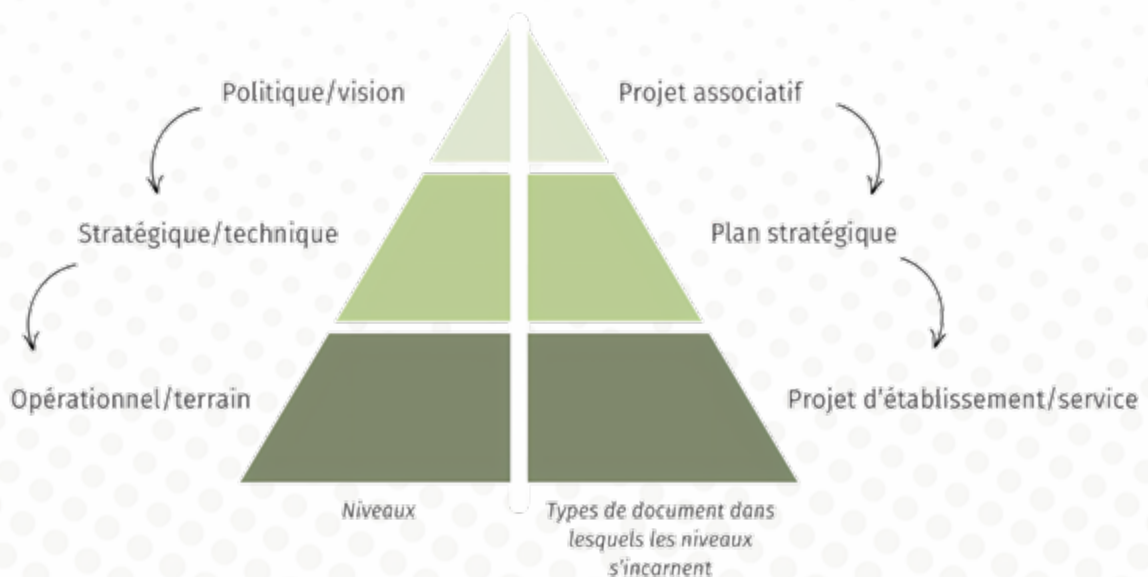 Politique/vision
Projet associatif
Stratégique/technique
Plan stratégique
Opérationnel/terrain
Projet d'établissement/service
Niveaux
Types de document dans
lesquels les niveaux
s'incarnent